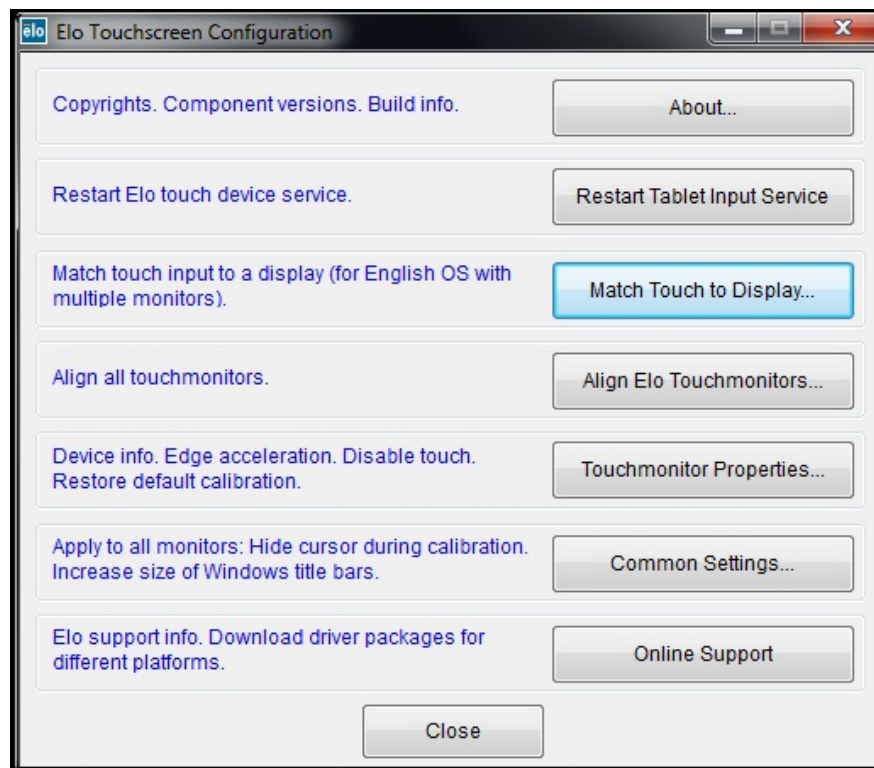 elo Elo Touchscreen Configuration
Copyrights. Component versions. Build info.
About...
Restart Elo touch device service.
Restart Tablet Input Service
Match touch input to a display (for English OS with
multiple monitors).
Match Touch to Display...
Align all touchmonitors.
Align Elo Touchmonitors...
Device info. Edge acceleration. Disable touch.
Restore default calibration.
Touchmonitor Properties...
Apply to all monitors: Hide cursor during calibration.
Increase size of Windows title bars.
Common Settings...
Elo support info. Download driver packages for
different platforms.
Online Support
Close